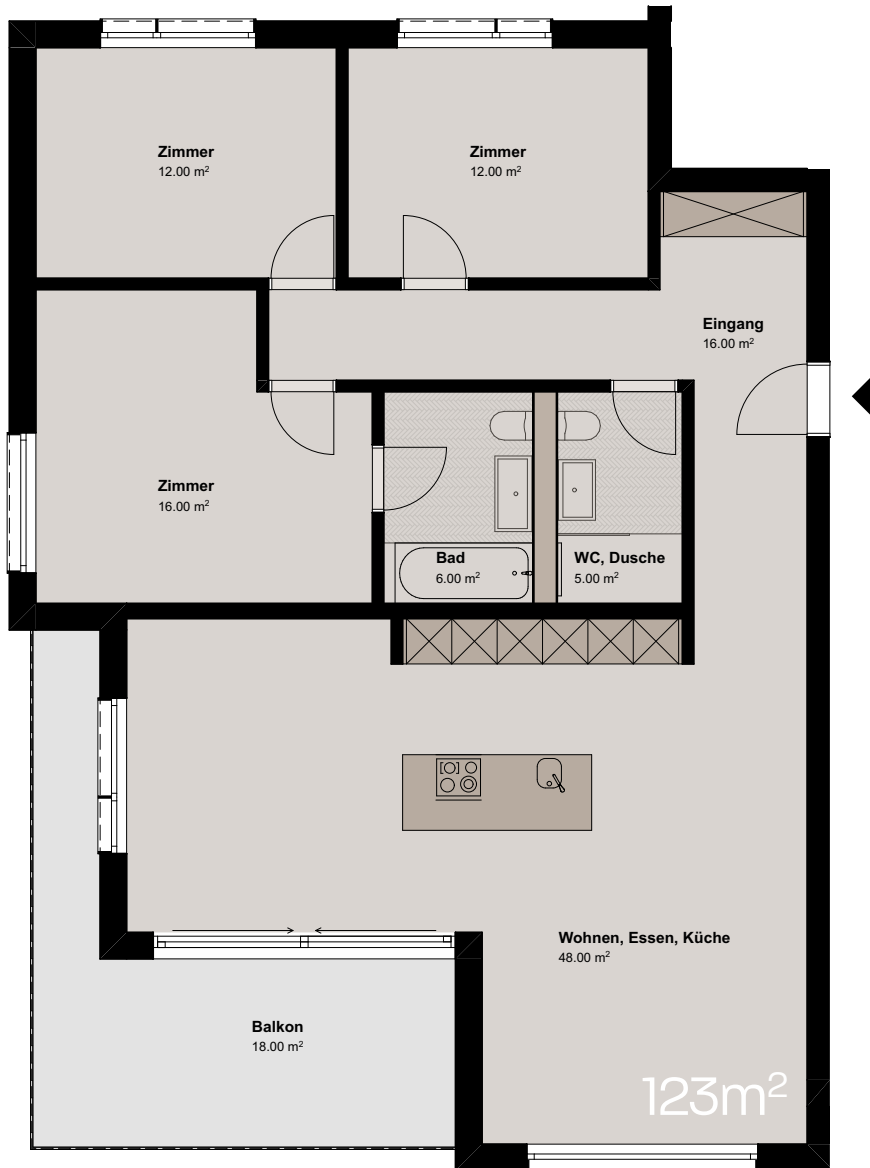 Zimmer
12.00 m²
Zimmer
12.00 m²
Eingang
16.00 m²
Zimmer
16.00 m²
Bad
6.00 m²
WC, Dusche
5.00 m²
Wohnen, Essen, Küche
48.00 m²
Balkon
18.00 m²
123m²